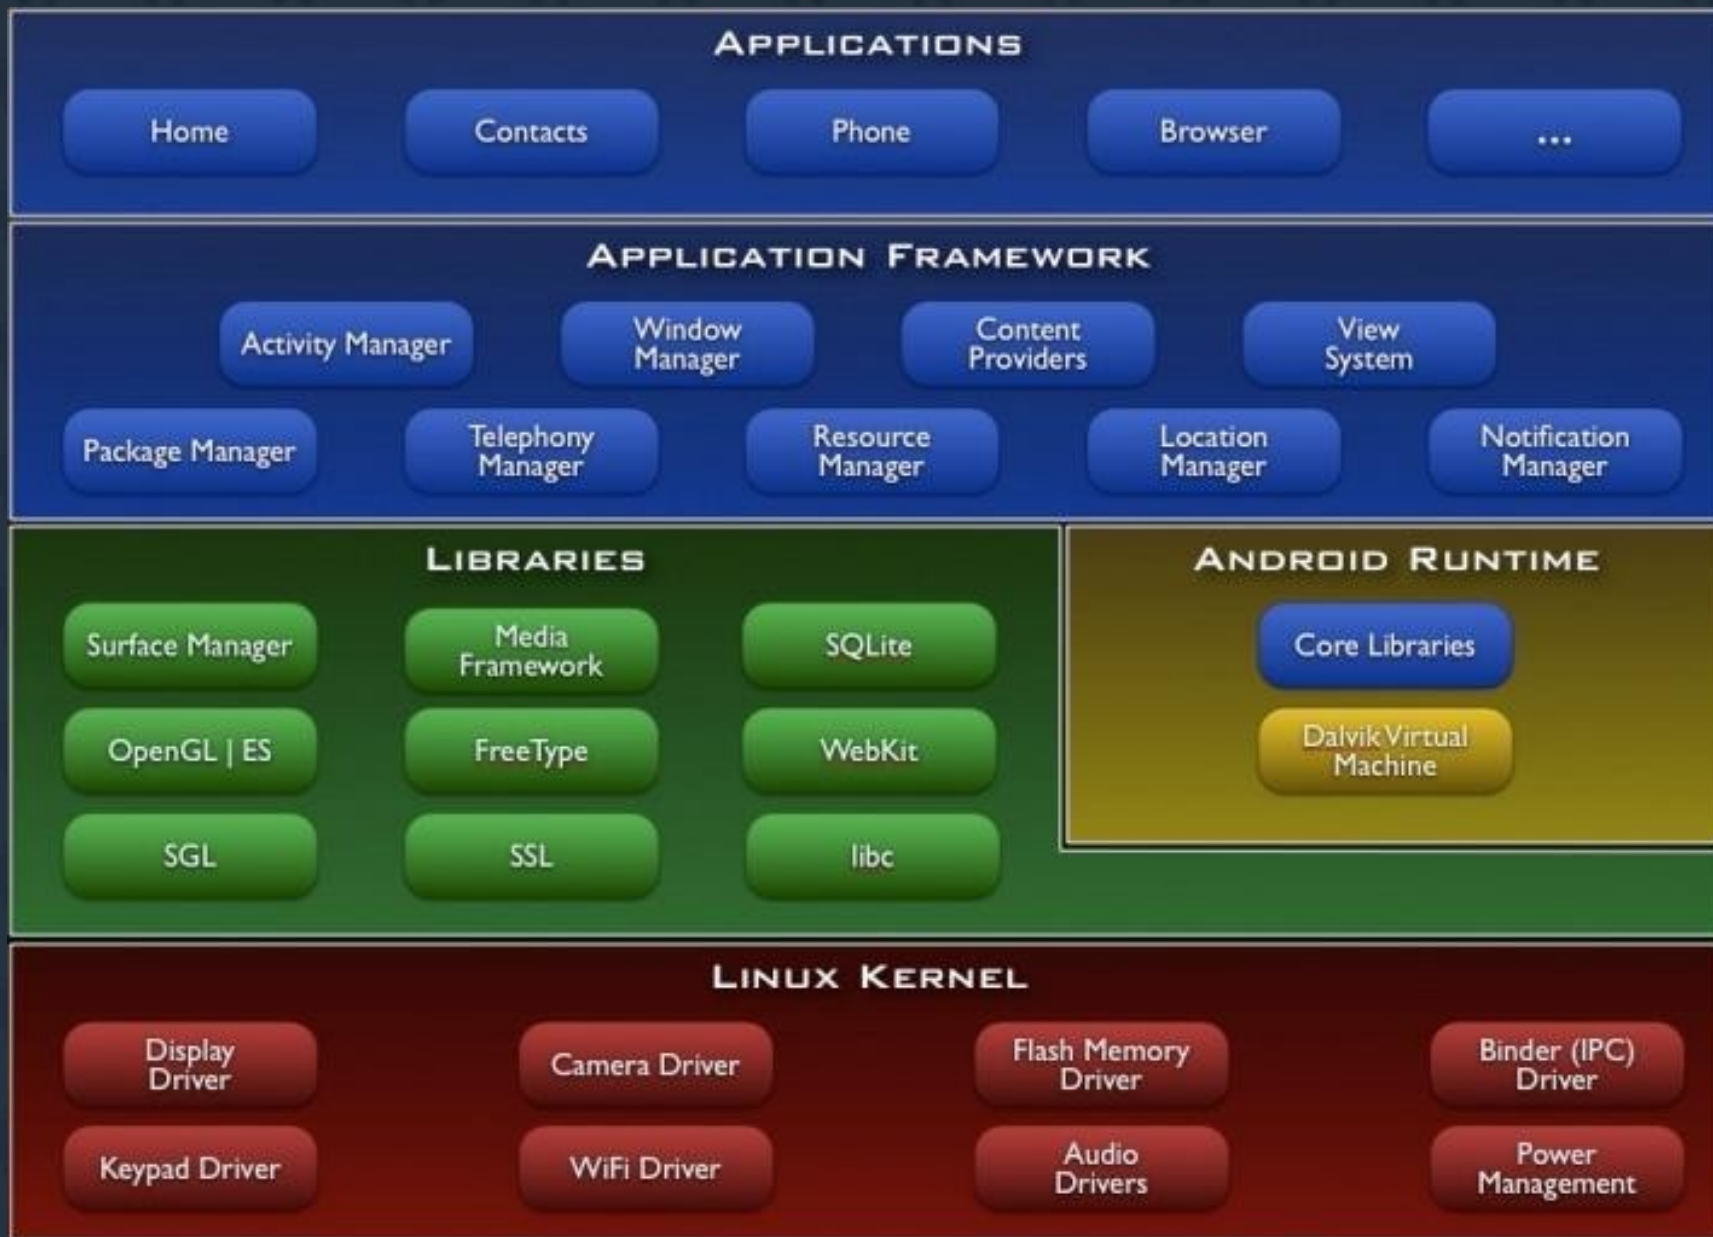 APPLICATIONS
Home
Contacts
Phone
Browser
...
APPLICATION FRAMEWORK
Activity Manager
Window
Manager
Content
Providers
View
System
Package Manager
Telephony
Manager
Resource
Manager
Location
Manager
Notification
Manager
LIBRARIES
Surface Manager
Media
Framework
SQLite
OpenGL | ES
FreeType
WebKit
SGL
SSL
libc
ANDROID RUNTIME
Core Libraries
Dalvik Virtual
Machine
LINUX KERNEL
Display
Driver
Camera Driver
Flash Memory
Driver
Binder (IPC)
Driver
Keypad Driver
WiFi Driver
Audio
Drivers
Power
Management